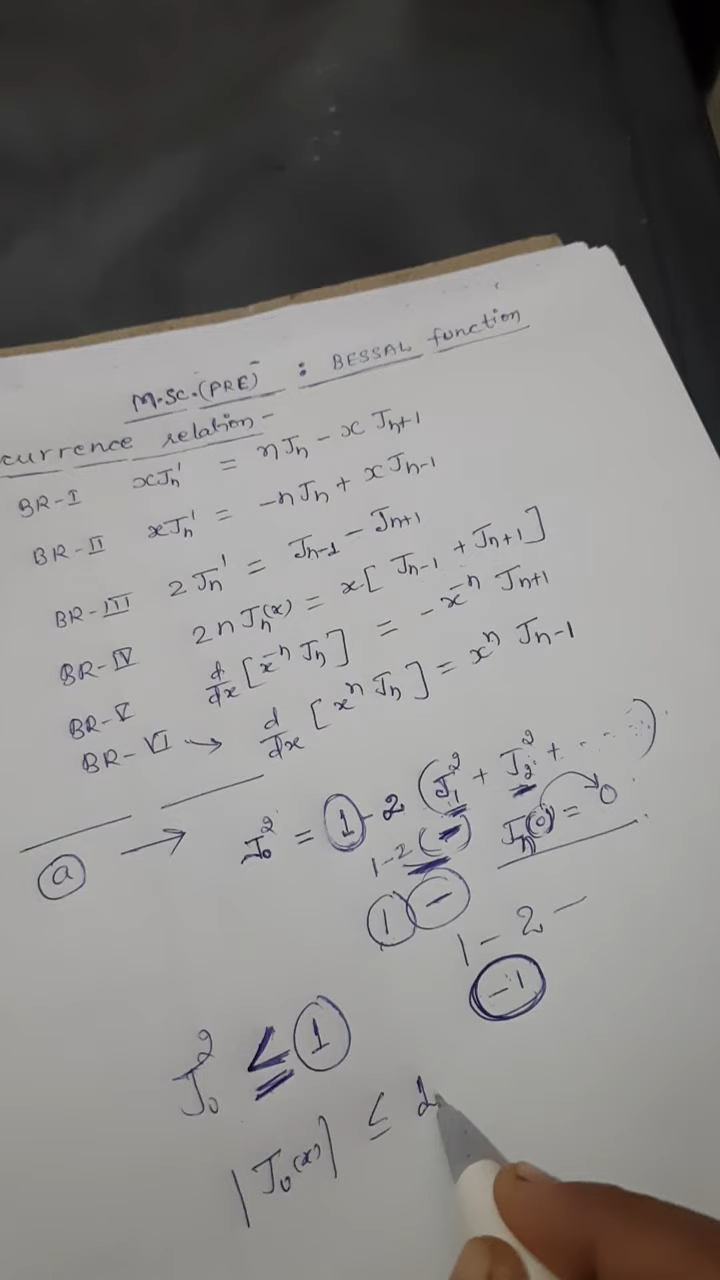 M.SC.(PRE) : BESSAL function
currence relation-
BR-I xJn' = nJn - xJn+1
BR-II xJn' = -nJn + xJn-1
BR-III 2Jn' = Jn-1 - Jn+1
BR-IV 2nJn(x) = x[Jn-1 + Jn+1]
BR-V d/dx [x⁻ⁿ Jn] = -x⁻ⁿ Jn+1
BR-VI → d/dx [xⁿ Jn] = xⁿ Jn-1
(a) → J₀² = 1 - 2(J₁² + J₂² + ......)
1-2( ) Jn(0) = 0
1 -
1-2-
-1
J₀² ≤ 1
|J₀(x)| ≤ 1